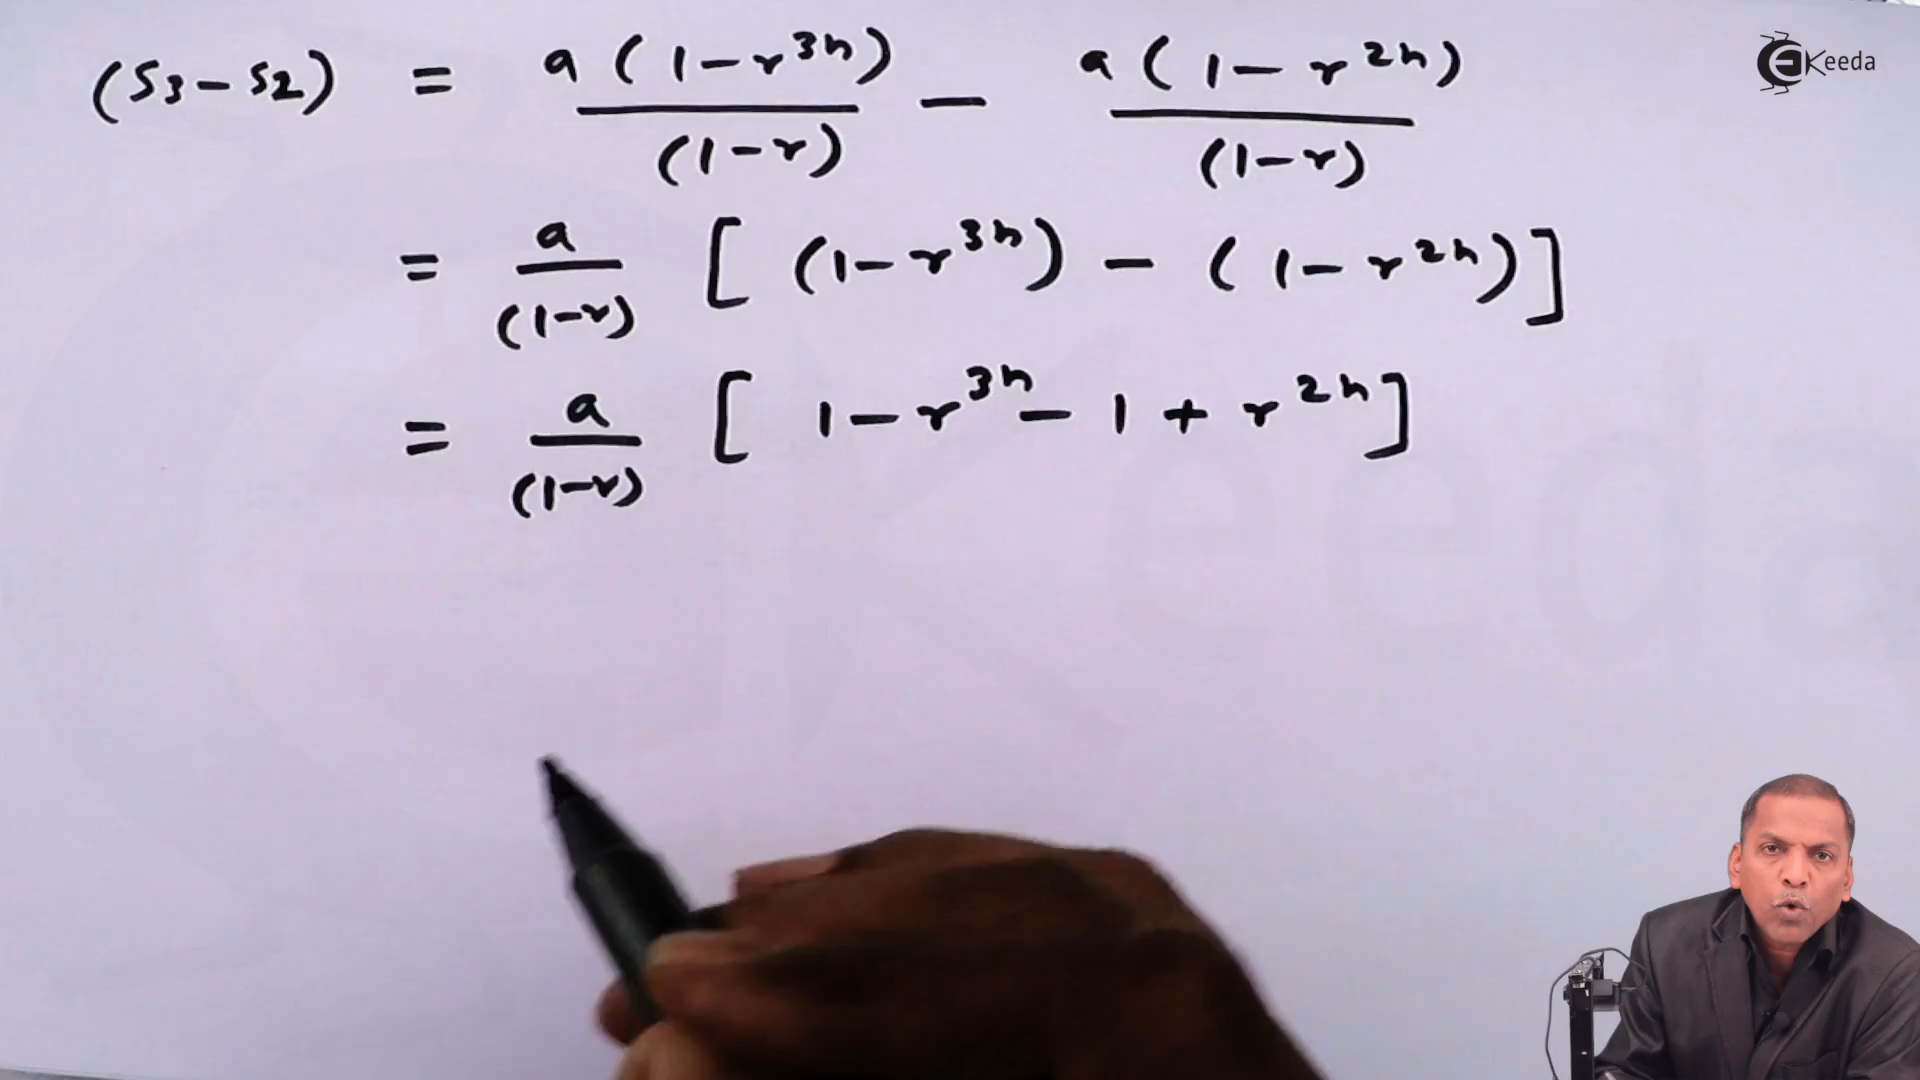 (S3-S2) = a(1-r^3n)/(1-r) - a(1-r^2n)/(1-r)
Keeda
= a/(1-r) [(1-r^3n) - (1-r^2n)]
= a/(1-r) [1-r^3n - 1 + r^2n]
Keeda